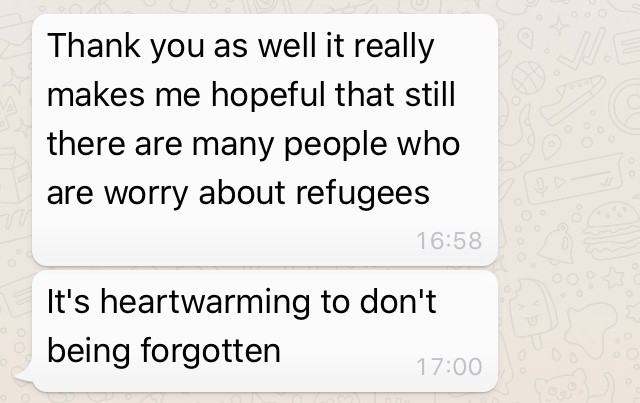 Thank you as well it really
makes me hopeful that still
there are many people who
are worry about refugees
16:58
It's heartwarming to don't
being forgotten
17:00